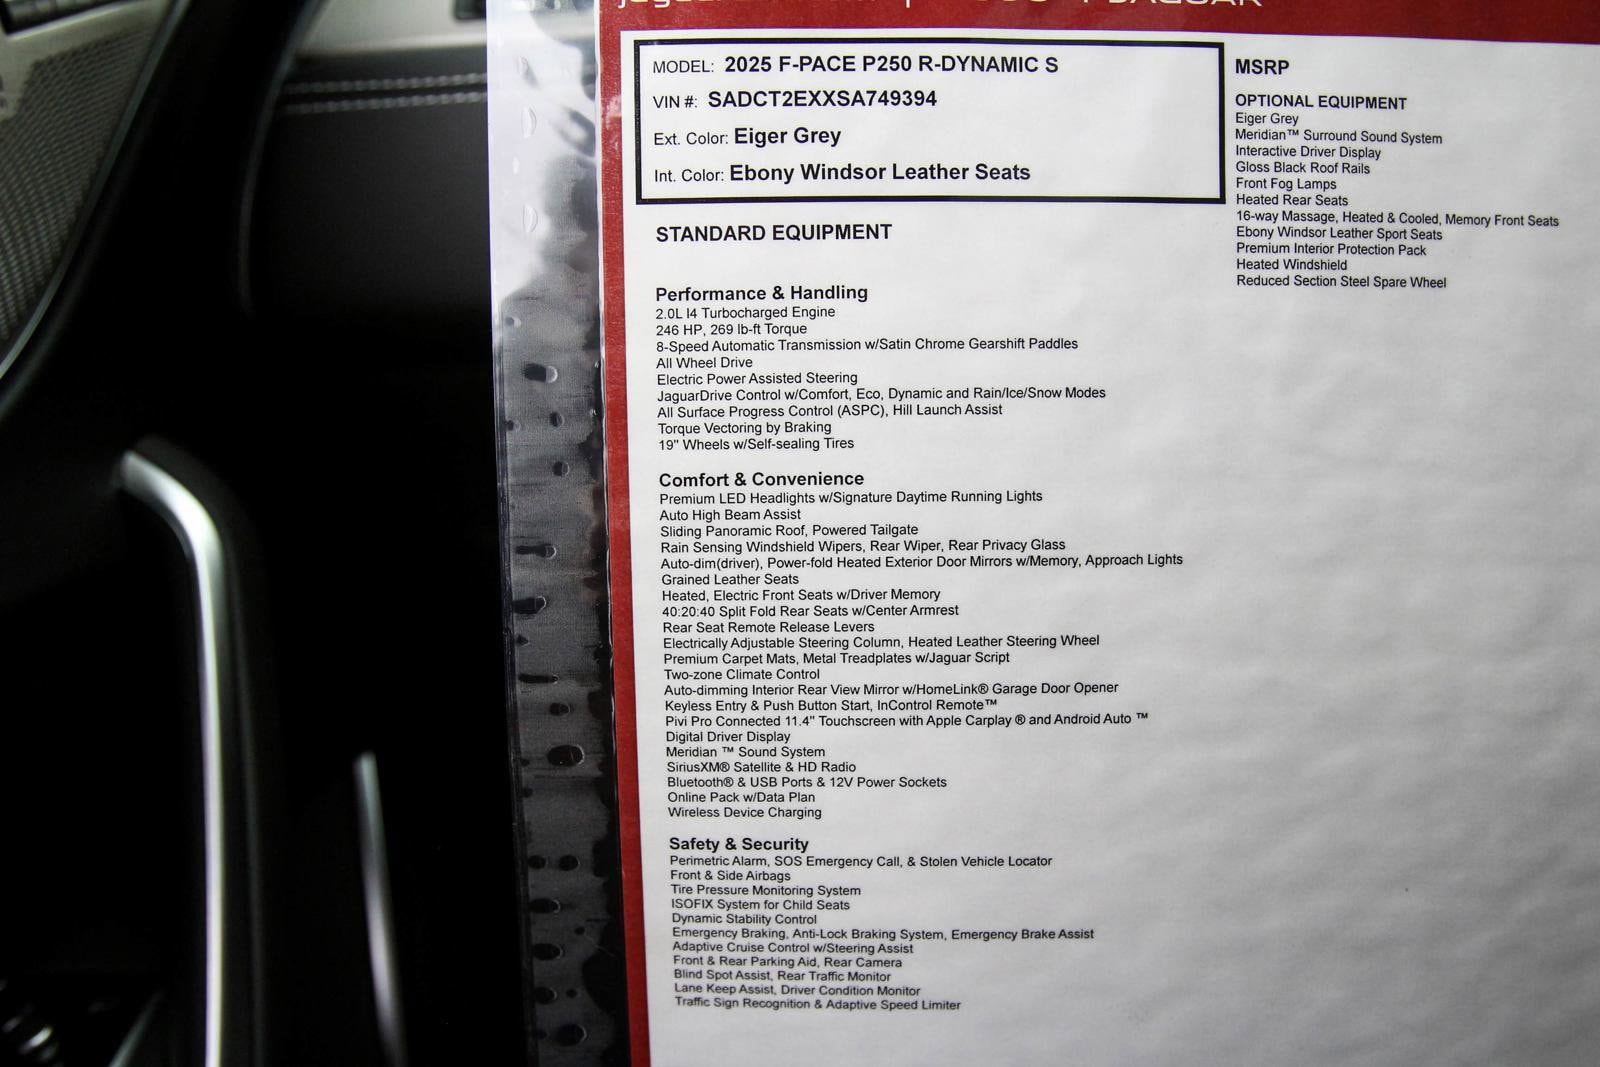 JAGUAR
MODEL: 2025 F-PACE P250 R-DYNAMIC S
VIN #: SADCT2EXXSA749394
Ext. Color: Eiger Grey
Int. Color: Ebony Windsor Leather Seats
STANDARD EQUIPMENT
Performance & Handling
2.0L I4 Turbocharged Engine
246 HP, 269 lb-ft Torque
8-Speed Automatic Transmission w/Satin Chrome Gearshift Paddles
All Wheel Drive
Electric Power Assisted Steering
JaguarDrive Control w/Comfort, Eco, Dynamic and Rain/Ice/Snow Modes
All Surface Progress Control (ASPC), Hill Launch Assist
Torque Vectoring by Braking
19" Wheels w/Self-sealing Tires
Comfort & Convenience
Premium LED Headlights w/Signature Daytime Running Lights
Auto High Beam Assist
Sliding Panoramic Roof, Powered Tailgate
Rain Sensing Windshield Wipers, Rear Wiper, Rear Privacy Glass
Auto-dim(driver), Power-fold Heated Exterior Door Mirrors w/Memory, Approach Lights
Grained Leather Seats
Heated, Electric Front Seats w/Driver Memory
40:20:40 Split Fold Rear Seats w/Center Armrest
Rear Seat Remote Release Levers
Electrically Adjustable Steering Column, Heated Leather Steering Wheel
Premium Carpet Mats, Metal Treadplates w/Jaguar Script
Two-zone Climate Control
Auto-dimming Interior Rear View Mirror w/HomeLink® Garage Door Opener
Keyless Entry & Push Button Start, InControl Remote™
Pivi Pro Connected 11.4" Touchscreen with Apple Carplay ® and Android Auto ™
Digital Driver Display
Meridian ™ Sound System
SiriusXM® Satellite & HD Radio
Bluetooth® & USB Ports & 12V Power Sockets
Online Pack w/Data Plan
Wireless Device Charging
Safety & Security
Perimetric Alarm, SOS Emergency Call, & Stolen Vehicle Locator
Front & Side Airbags
Tire Pressure Monitoring System
ISOFIX System for Child Seats
Dynamic Stability Control
Emergency Braking, Anti-Lock Braking System, Emergency Brake Assist
Adaptive Cruise Control w/Steering Assist
Front & Rear Parking Aid, Rear Camera
Blind Spot Assist, Rear Traffic Monitor
Lane Keep Assist, Driver Condition Monitor
Traffic Sign Recognition & Adaptive Speed Limiter
MSRP
OPTIONAL EQUIPMENT
Eiger Grey
Meridian™ Surround Sound System
Interactive Driver Display
Gloss Black Roof Rails
Front Fog Lamps
Heated Rear Seats
16-way Massage, Heated & Cooled, Memory Front Seats
Ebony Windsor Leather Sport Seats
Premium Interior Protection Pack
Heated Windshield
Reduced Section Steel Spare Wheel